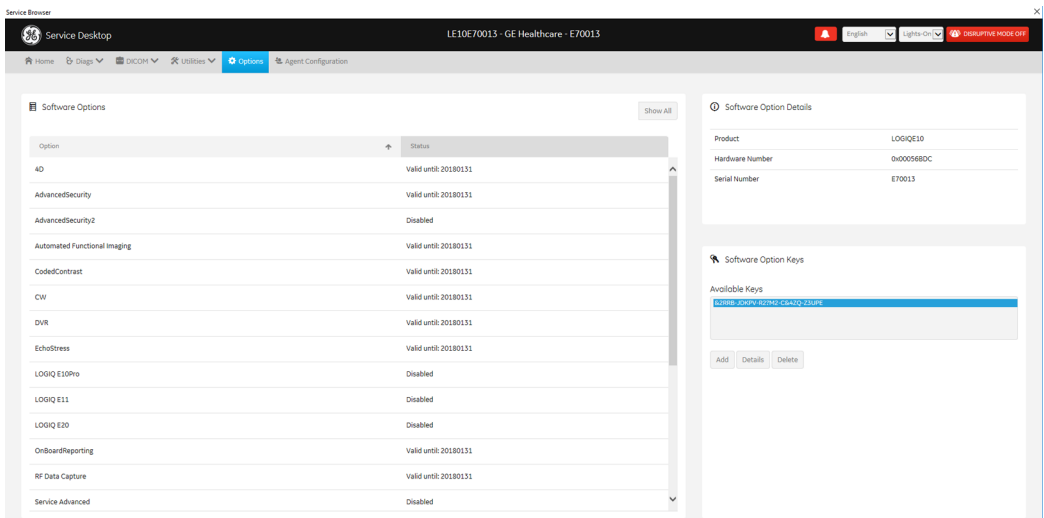 Service Browser
Service Desktop
LE10E70013 - GE Healthcare - E70013
English
Lights-On
DISRUPTIVE MODE OFF
Home
Diags
DICOM
Utilities
Options
Agent Configuration
Software Options
Show All
Option
Status
4D
Valid until: 20180131
AdvancedSecurity
Valid until: 20180131
AdvancedSecurity2
Disabled
Automated Functional Imaging
Valid until: 20180131
CodedContrast
Valid until: 20180131
CW
Valid until: 20180131
DVR
Valid until: 20180131
EchoStress
Valid until: 20180131
LOGIQ E10Pro
Disabled
LOGIQ E11
Disabled
LOGIQ E20
Disabled
OnBoardReporting
Valid until: 20180131
RF Data Capture
Valid until: 20180131
Service Advanced
Disabled
Software Option Details
Product
LOGIQE10
Hardware Number
0x00056BDC
Serial Number
E70013
Software Option Keys
Available Keys
&2RRB-JDKPV-R27M2-C&4ZQ-Z3UPE
Add
Details
Delete